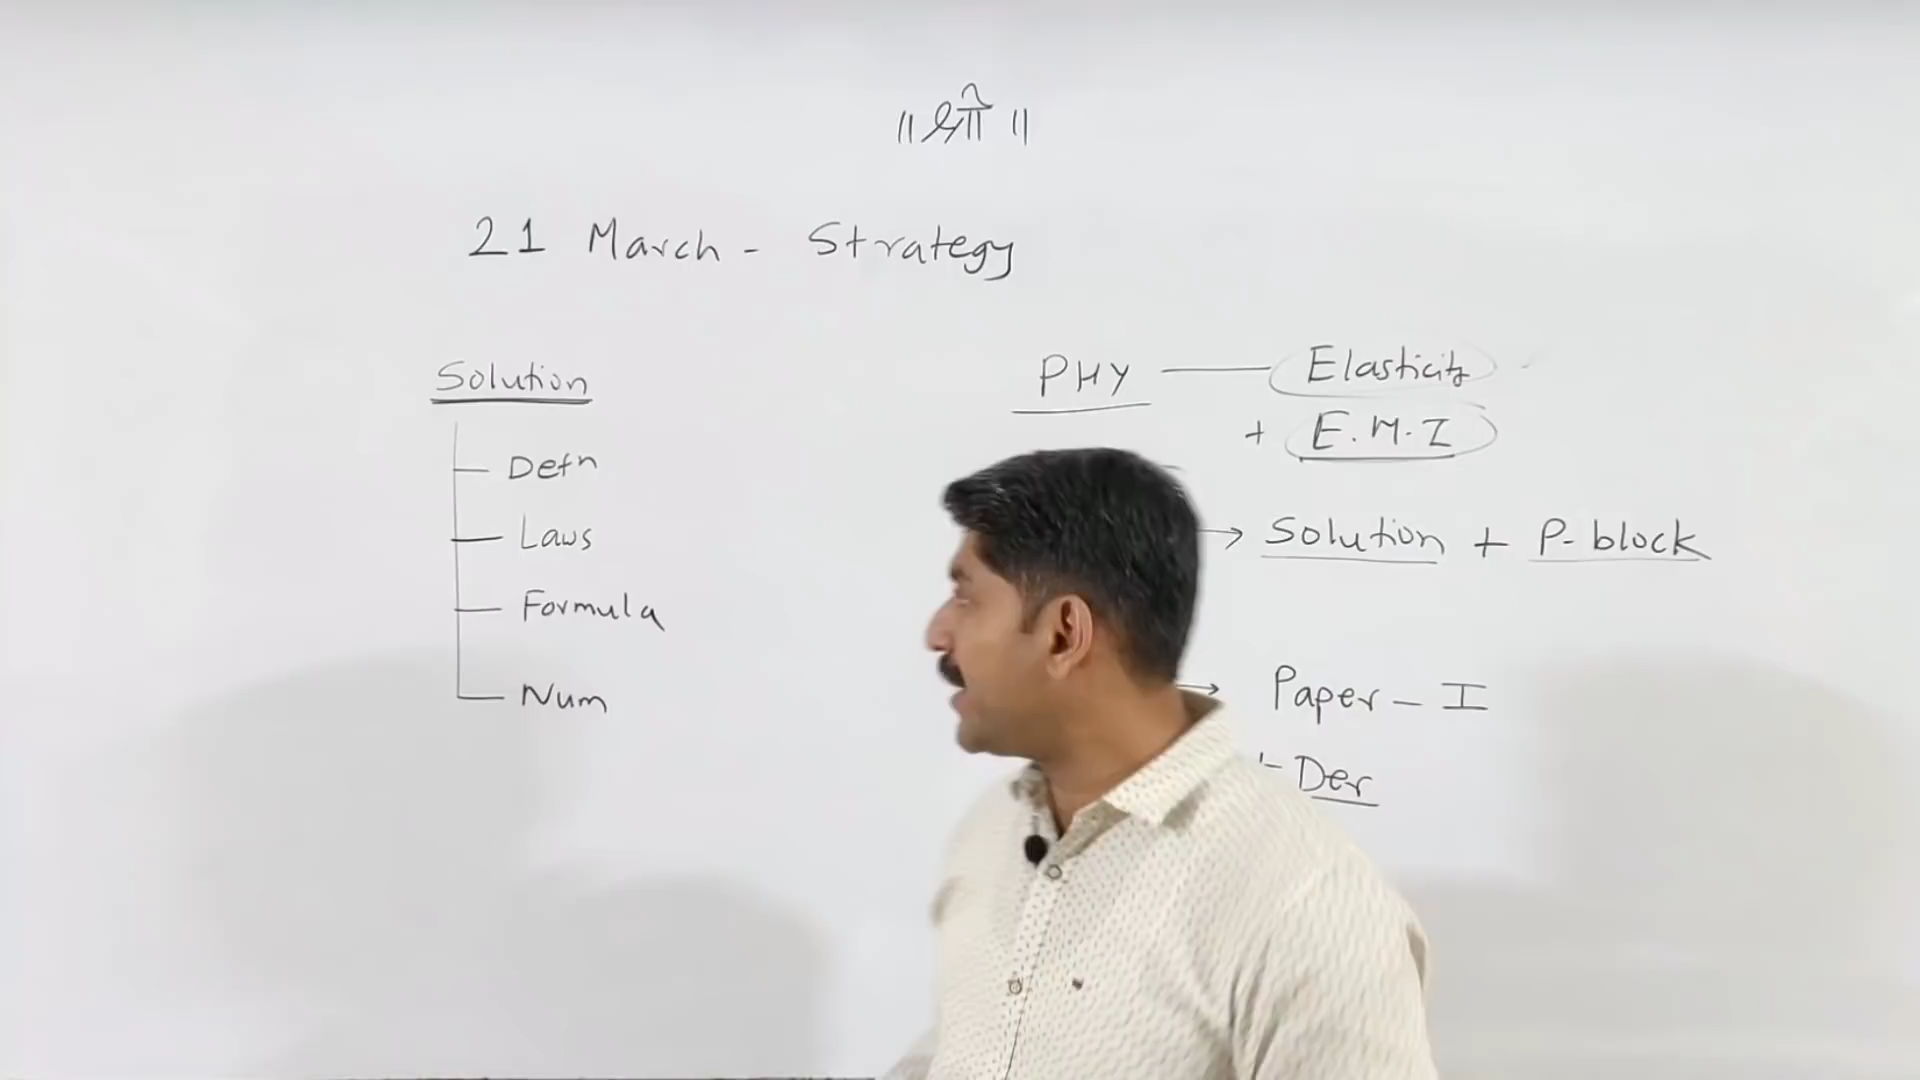 ॥ श्री ॥
21 March - Strategy
Solution
Defn
Laws
Formula
Num
PHY — Elasticity
+ E.M.I
→ Solution + P-block
→ Paper - I
- Der